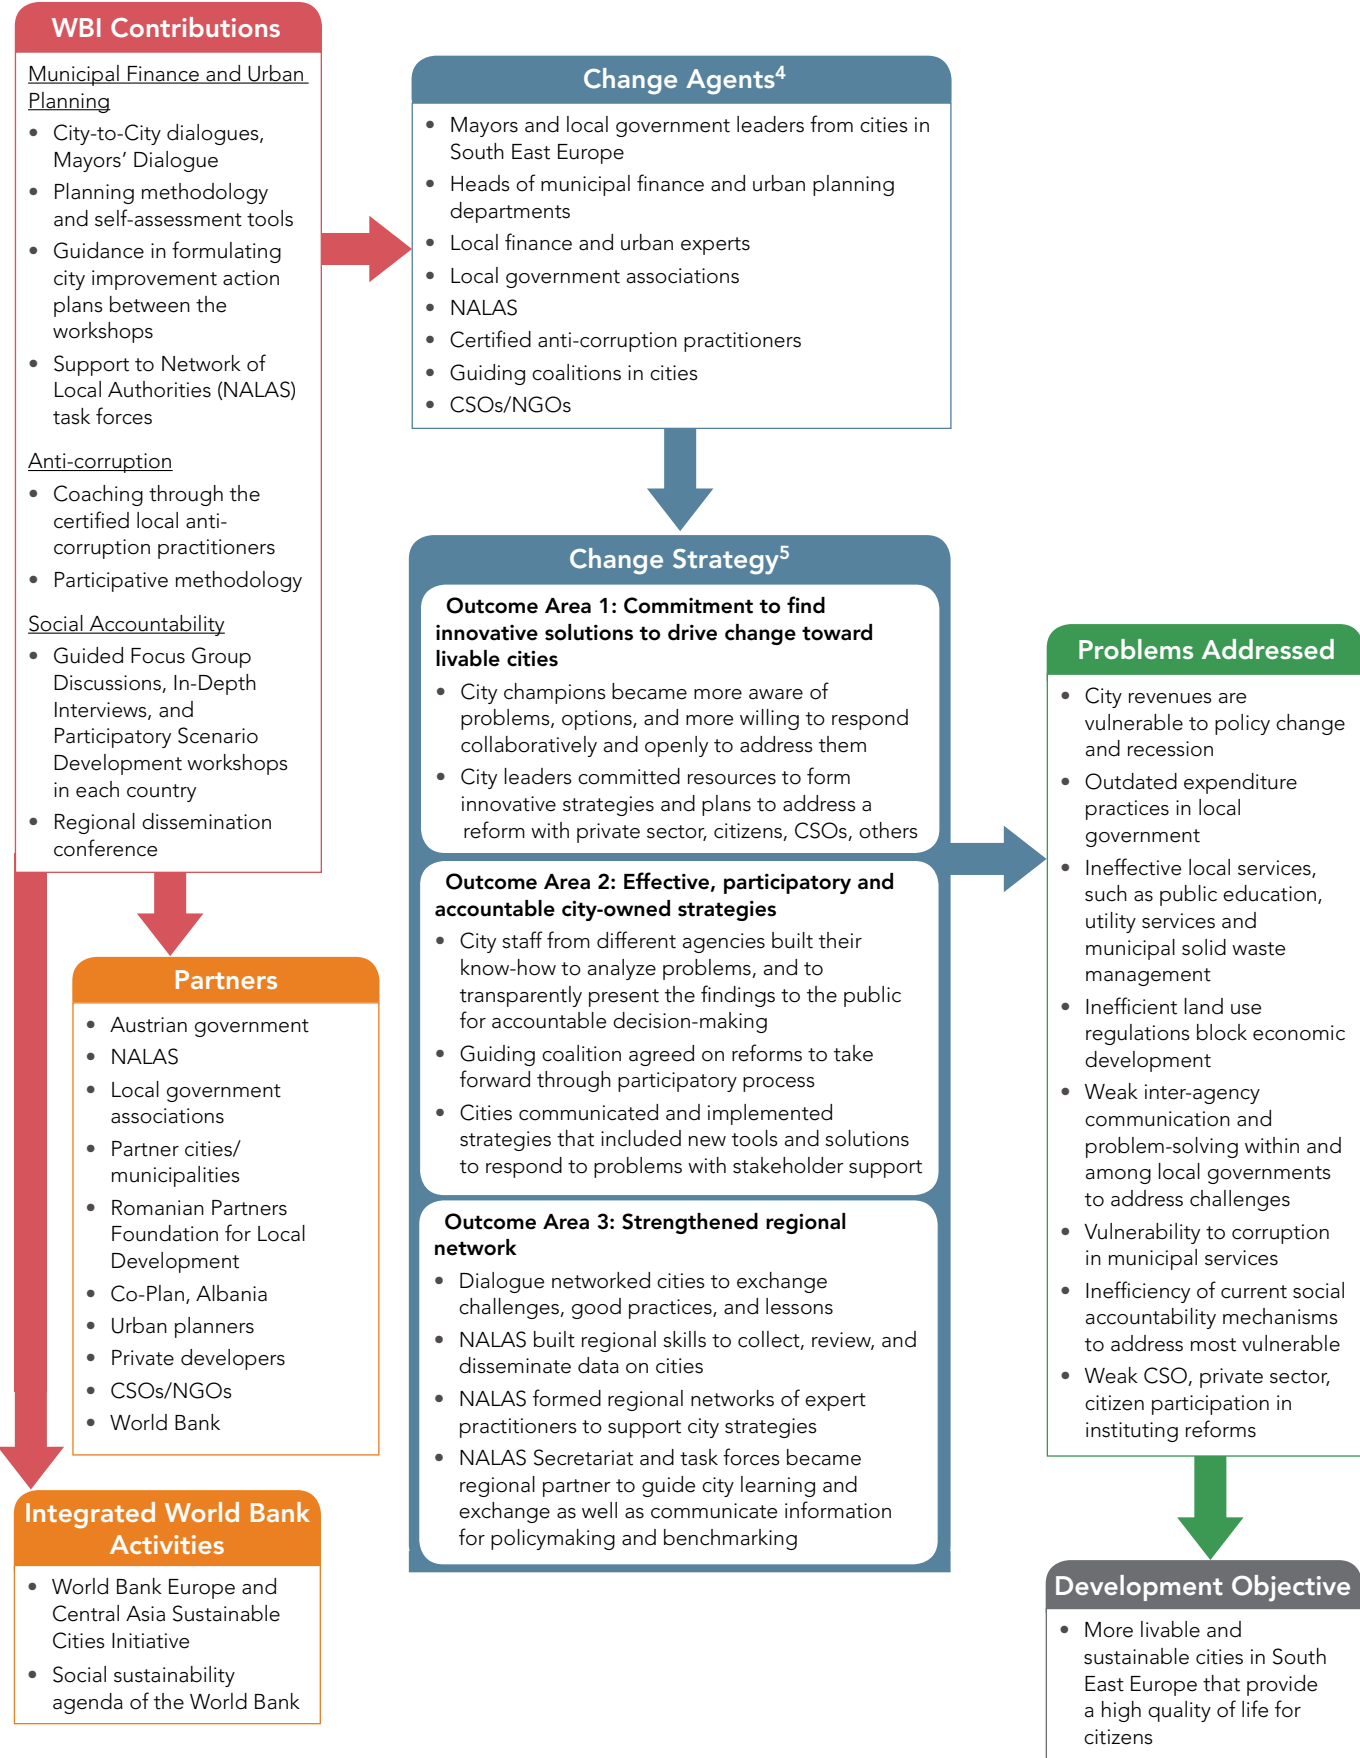 WBI Contributions
Municipal Finance and Urban
Planning
• City-to-City dialogues,
Mayors' Dialogue
• Planning methodology
and self-assessment tools
• Guidance in formulating
city improvement action
plans between the
workshops
• Support to Network of
Local Authorities (NALAS)
task forces
Anti-corruption
• Coaching through the
certified local anti-
corruption practitioners
• Participative methodology
Social Accountability
• Guided Focus Group
Discussions, In-Depth
Interviews, and
Participatory Scenario
Development workshops
in each country
• Regional dissemination
conference
Partners
• Austrian government
• NALAS
• Local government
associations
• Partner cities/
municipalities
• Romanian Partners
Foundation for Local
Development
• Co-Plan, Albania
• Urban planners
• Private developers
• CSOs/NGOs
• World Bank
Integrated World Bank
Activities
• World Bank Europe and
Central Asia Sustainable
Cities Initiative
• Social sustainability
agenda of the World Bank
Change Agents⁴
• Mayors and local government leaders from cities in
South East Europe
• Heads of municipal finance and urban planning
departments
• Local finance and urban experts
• Local government associations
• NALAS
• Certified anti-corruption practitioners
• Guiding coalitions in cities
• CSOs/NGOs
Change Strategy⁵
Outcome Area 1: Commitment to find
innovative solutions to drive change toward
livable cities
• City champions became more aware of
problems, options, and more willing to respond
collaboratively and openly to address them
• City leaders committed resources to form
innovative strategies and plans to address a
reform with private sector, citizens, CSOs, others
Outcome Area 2: Effective, participatory and
accountable city-owned strategies
• City staff from different agencies built their
know-how to analyze problems, and to
transparently present the findings to the public
for accountable decision-making
• Guiding coalition agreed on reforms to take
forward through participatory process
• Cities communicated and implemented
strategies that included new tools and solutions
to respond to problems with stakeholder support
Outcome Area 3: Strengthened regional
network
• Dialogue networked cities to exchange
challenges, good practices, and lessons
• NALAS built regional skills to collect, review, and
disseminate data on cities
• NALAS formed regional networks of expert
practitioners to support city strategies
• NALAS Secretariat and task forces became
regional partner to guide city learning and
exchange as well as communicate information
for policymaking and benchmarking
Problems Addressed
• City revenues are
vulnerable to policy change
and recession
• Outdated expenditure
practices in local
government
• Ineffective local services,
such as public education,
utility services and
municipal solid waste
management
• Inefficient land use
regulations block economic
development
• Weak inter-agency
communication and
problem-solving within and
among local governments
to address challenges
• Vulnerability to corruption
in municipal services
• Inefficiency of current social
accountability mechanisms
to address most vulnerable
• Weak CSO, private sector,
citizen participation in
instituting reforms
Development Objective
• More livable and
sustainable cities in South
East Europe that provide
a high quality of life for
citizens